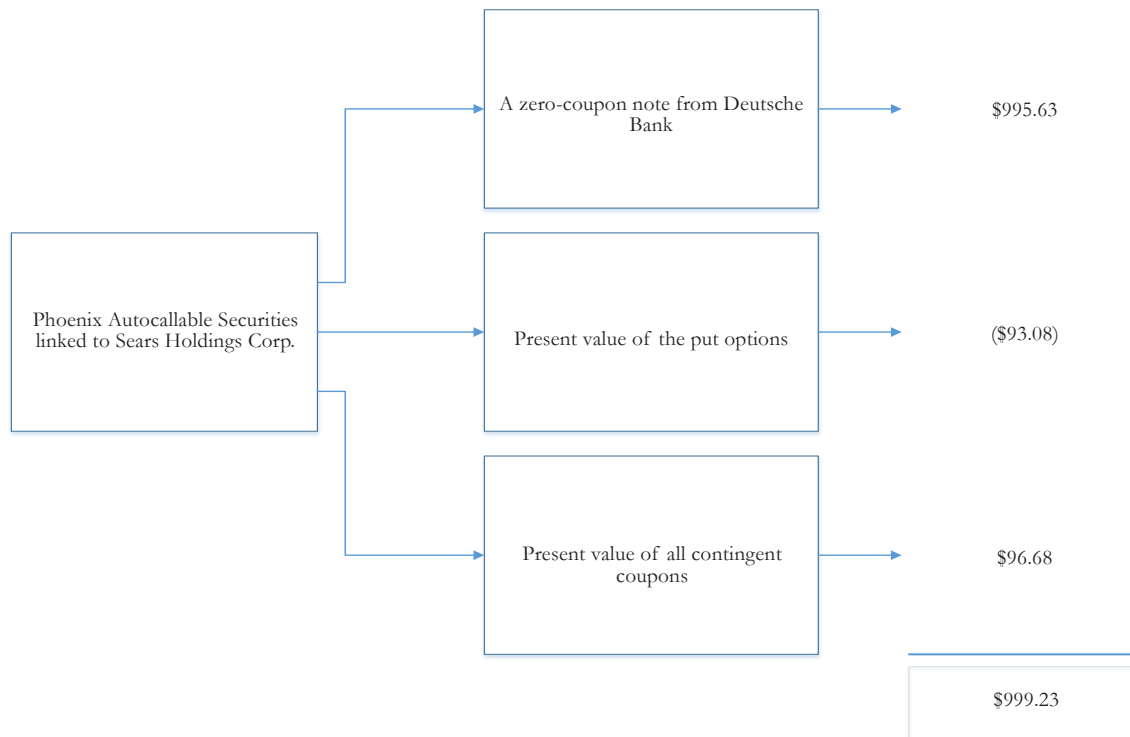 A zero-coupon note from Deutsche
Bank
$995.63
Phoenix Autocallable Securities
linked to Sears Holdings Corp.
Present value of the put options
($93.08)
Present value of all contingent
coupons
$96.68
$999.23